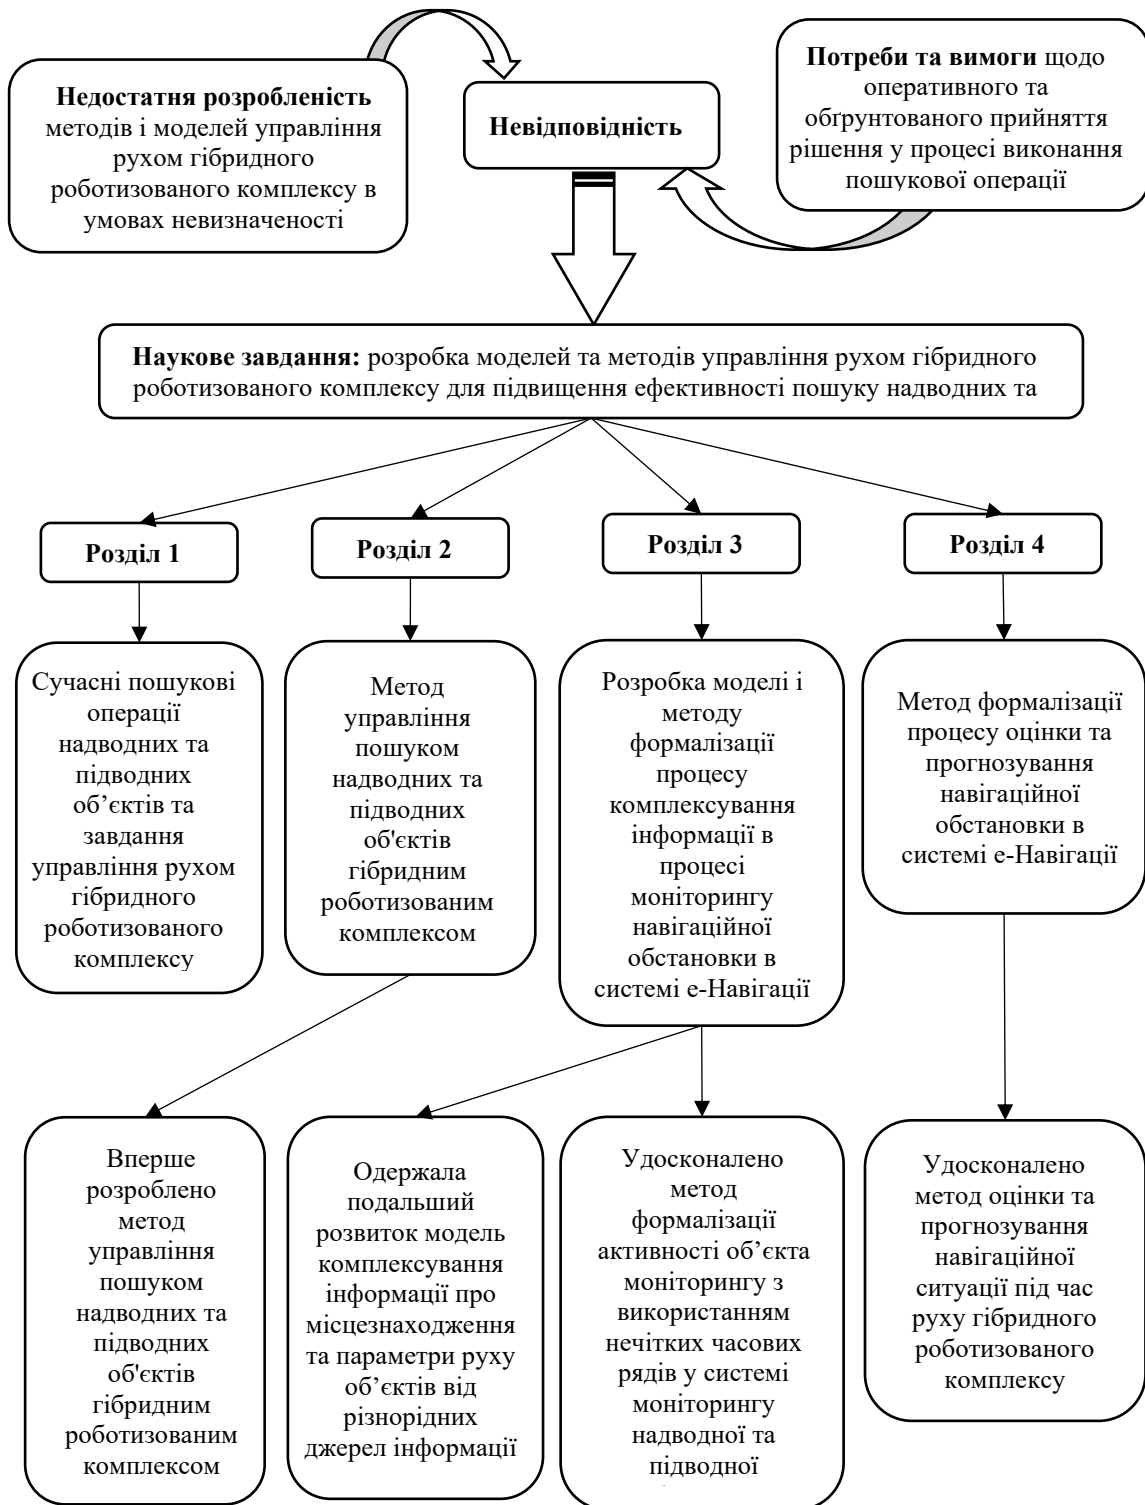 Недостатня розробленість
методів і моделей управління
рухом гібридного
роботизованого комплексу в
умовах невизначеності
Невідповідність
Потреби та вимоги щодо
оперативного та
обґрунтованого прийняття
рішення у процесі виконання
пошукової операції
Наукове завдання: розробка моделей та методів управління рухом гібридного
роботизованого комплексу для підвищення ефективності пошуку надводних та
Розділ 1
Розділ 2
Розділ 3
Розділ 4
Сучасні пошукові
операції
надводних та
підводних
об’єктів та
завдання
управління рухом
гібридного
роботизованого
комплексу
Метод
управління
пошуком
надводних та
підводних
об'єктів
гібридним
роботизованим
комплексом
Розробка моделі і
методу
формалізації
процесу
комплексування
інформації в
процесі
моніторингу
навігаційної
обстановки в
системі е-Навігації
Метод формалізації
процесу оцінки та
прогнозування
навігаційної
обстановки в
системі е-Навігації
Вперше
розроблено
метод
управління
пошуком
надводних та
підводних
об'єктів
гібридним
роботизованим
комплексом
Одержала
подальший
розвиток модель
комплексування
інформації про
місцезнаходження
та параметри руху
об’єктів від
різнорідних
джерел інформації
Удосконалено
метод
формалізації
активності об’єкта
моніторингу з
використанням
нечітких часових
рядів у системі
моніторингу
надводної та
підводної
Удосконалено
метод оцінки та
прогнозування
навігаційної
ситуації під час
руху гібридного
роботизованого
комплексу